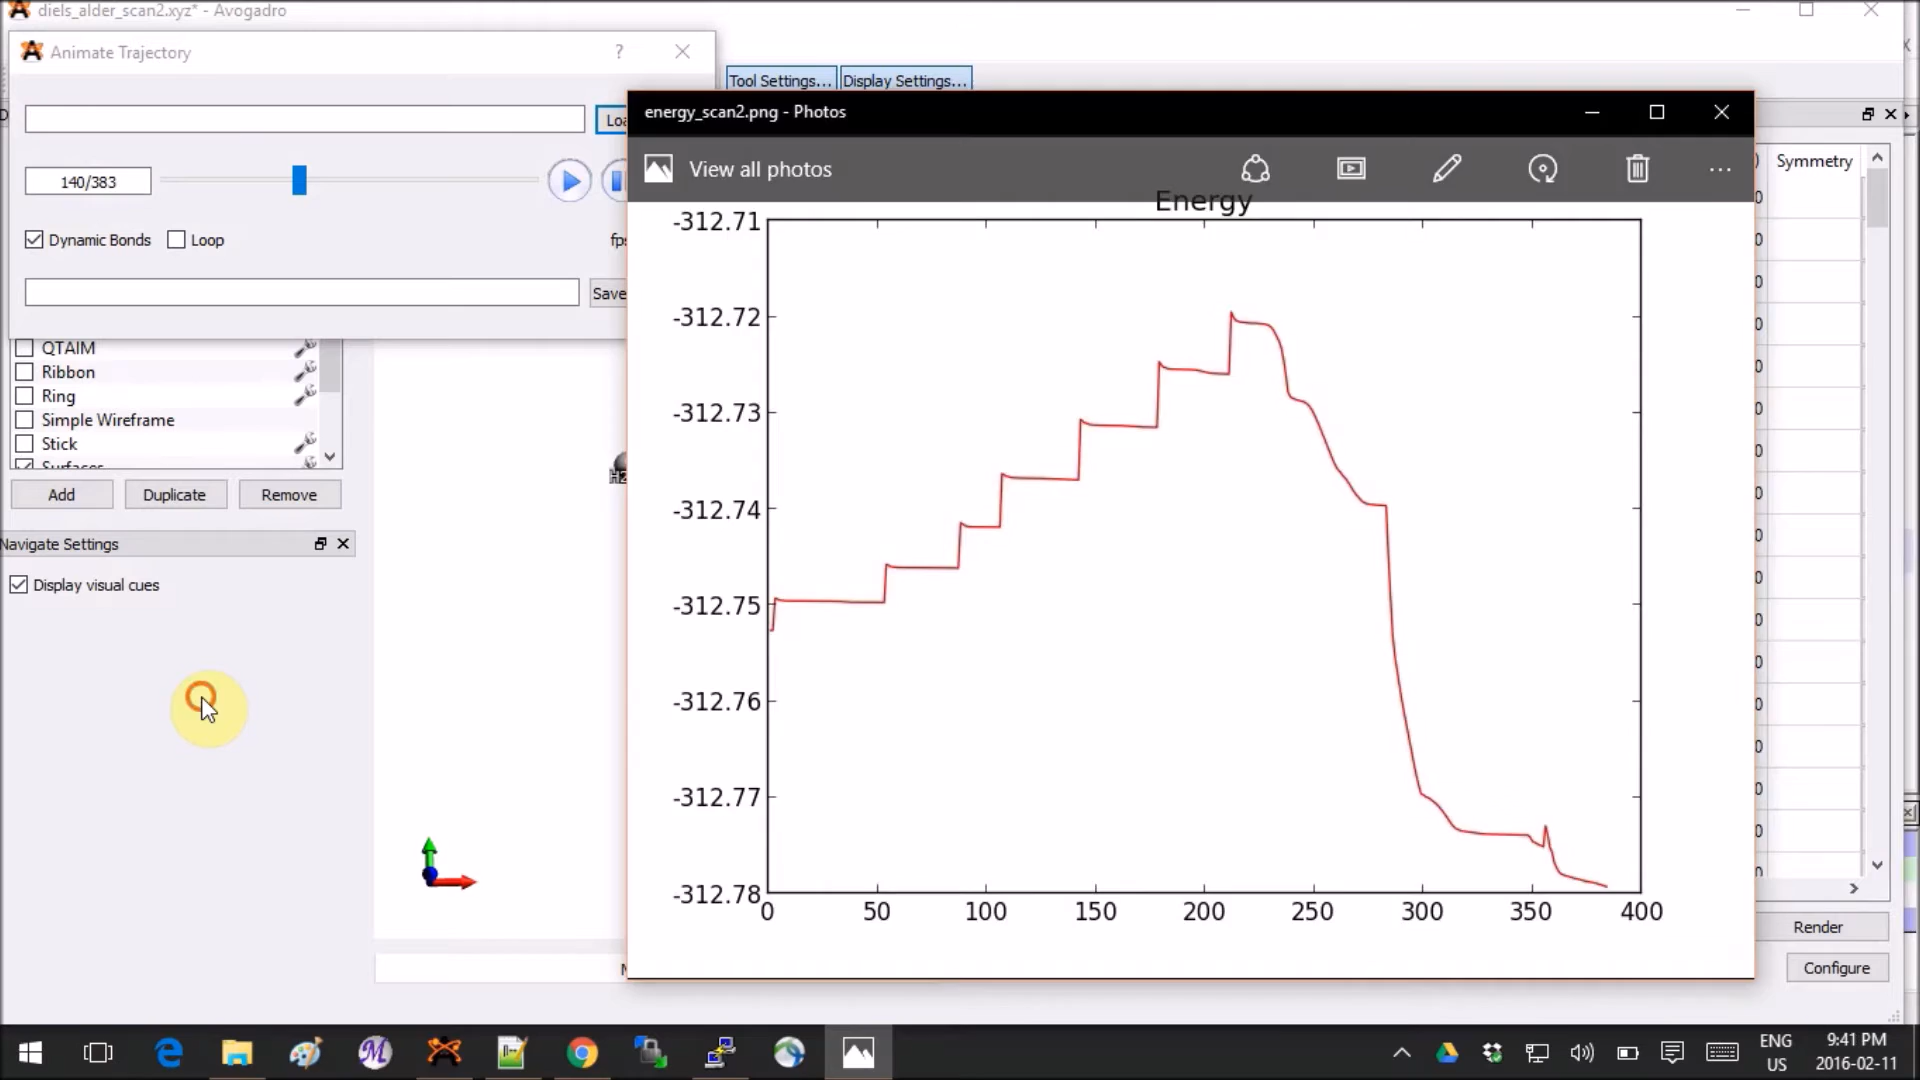 diels_alder_scan2.xyz* - Avogadro
Animate Trajectory
?
Tool Settings...
Display Settings...
energy_scan2.png - Photos
View all photos
Symmetry
140/383
Dynamic Bonds
Loop
Energy
-312.71
-312.72
-312.73
-312.74
-312.75
-312.76
-312.77
-312.78
0 50 100 150 200 250 300 350 400
Save
QTAIM
Ribbon
Ring
Simple Wireframe
Stick
Surfaces
Add
Duplicate
Remove
Navigate Settings
Display visual cues
Render
Configure
ENG
US
9:41 PM
2016-02-11